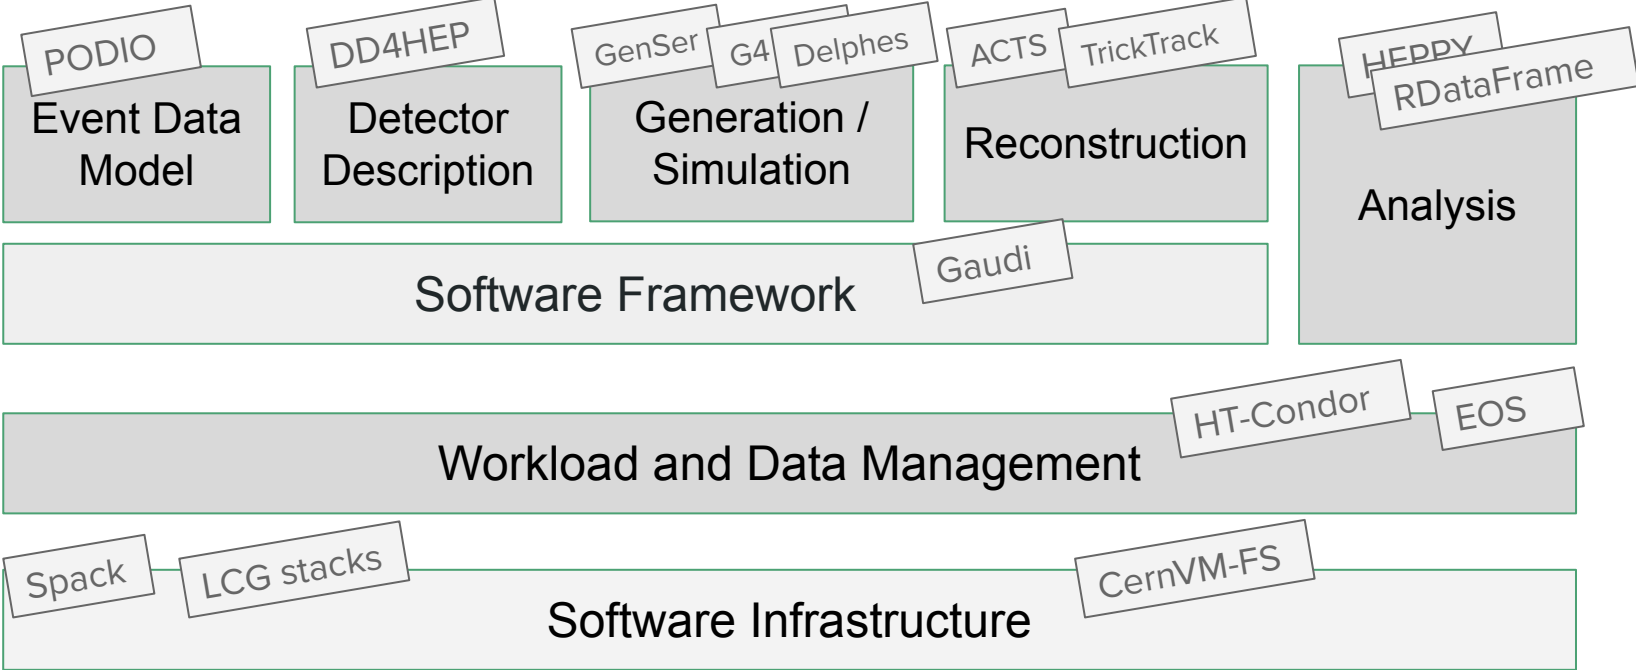 PODIO
DD4HEP
GenSer
G4
Delphes
ACTS
TrickTrack
HEPPY
RDataFrame
Event Data
Model
Detector
Description
Generation /
Simulation
Reconstruction
Analysis
Gaudi
Software Framework
HT-Condor
EOS
Workload and Data Management
Spack
LCG stacks
CernVM-FS
Software Infrastructure